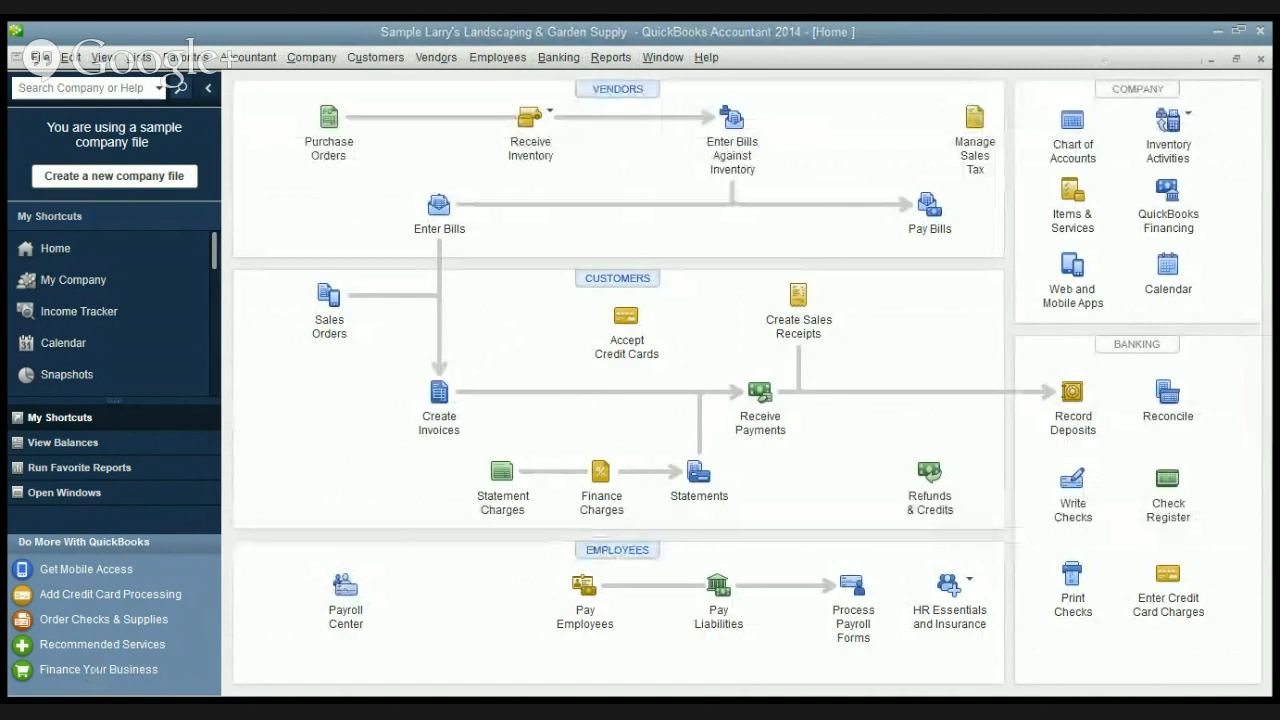 Sample Larry's Landscaping & Garden Supply - QuickBooks Accountant 2014 - [Home ]
Google+
File Edit View Lists Favorites Accountant Company Customers Vendors Employees Banking Reports Window Help
Search Company or Help
You are using a sample
company file
Create a new company file
My Shortcuts
Home
My Company
Income Tracker
Calendar
Snapshots
My Shortcuts
View Balances
Run Favorite Reports
Open Windows
Do More With QuickBooks
Get Mobile Access
Add Credit Card Processing
Order Checks & Supplies
Recommended Services
Finance Your Business
VENDORS
Purchase
Orders
Receive
Inventory
Enter Bills
Against
Inventory
Manage
Sales
Tax
Enter Bills
Pay Bills
CUSTOMERS
Sales
Orders
Accept
Credit Cards
Create Sales
Receipts
Create
Invoices
Receive
Payments
Statement
Charges
Finance
Charges
Statements
Refunds
& Credits
EMPLOYEES
Payroll
Center
Pay
Employees
Pay
Liabilities
Process
Payroll
Forms
HR Essentials
and Insurance
COMPANY
Chart of
Accounts
Inventory
Activities
Items &
Services
QuickBooks
Financing
Web and
Mobile Apps
Calendar
BANKING
Record
Deposits
Reconcile
Write
Checks
Check
Register
Print
Checks
Enter Credit
Card Charges